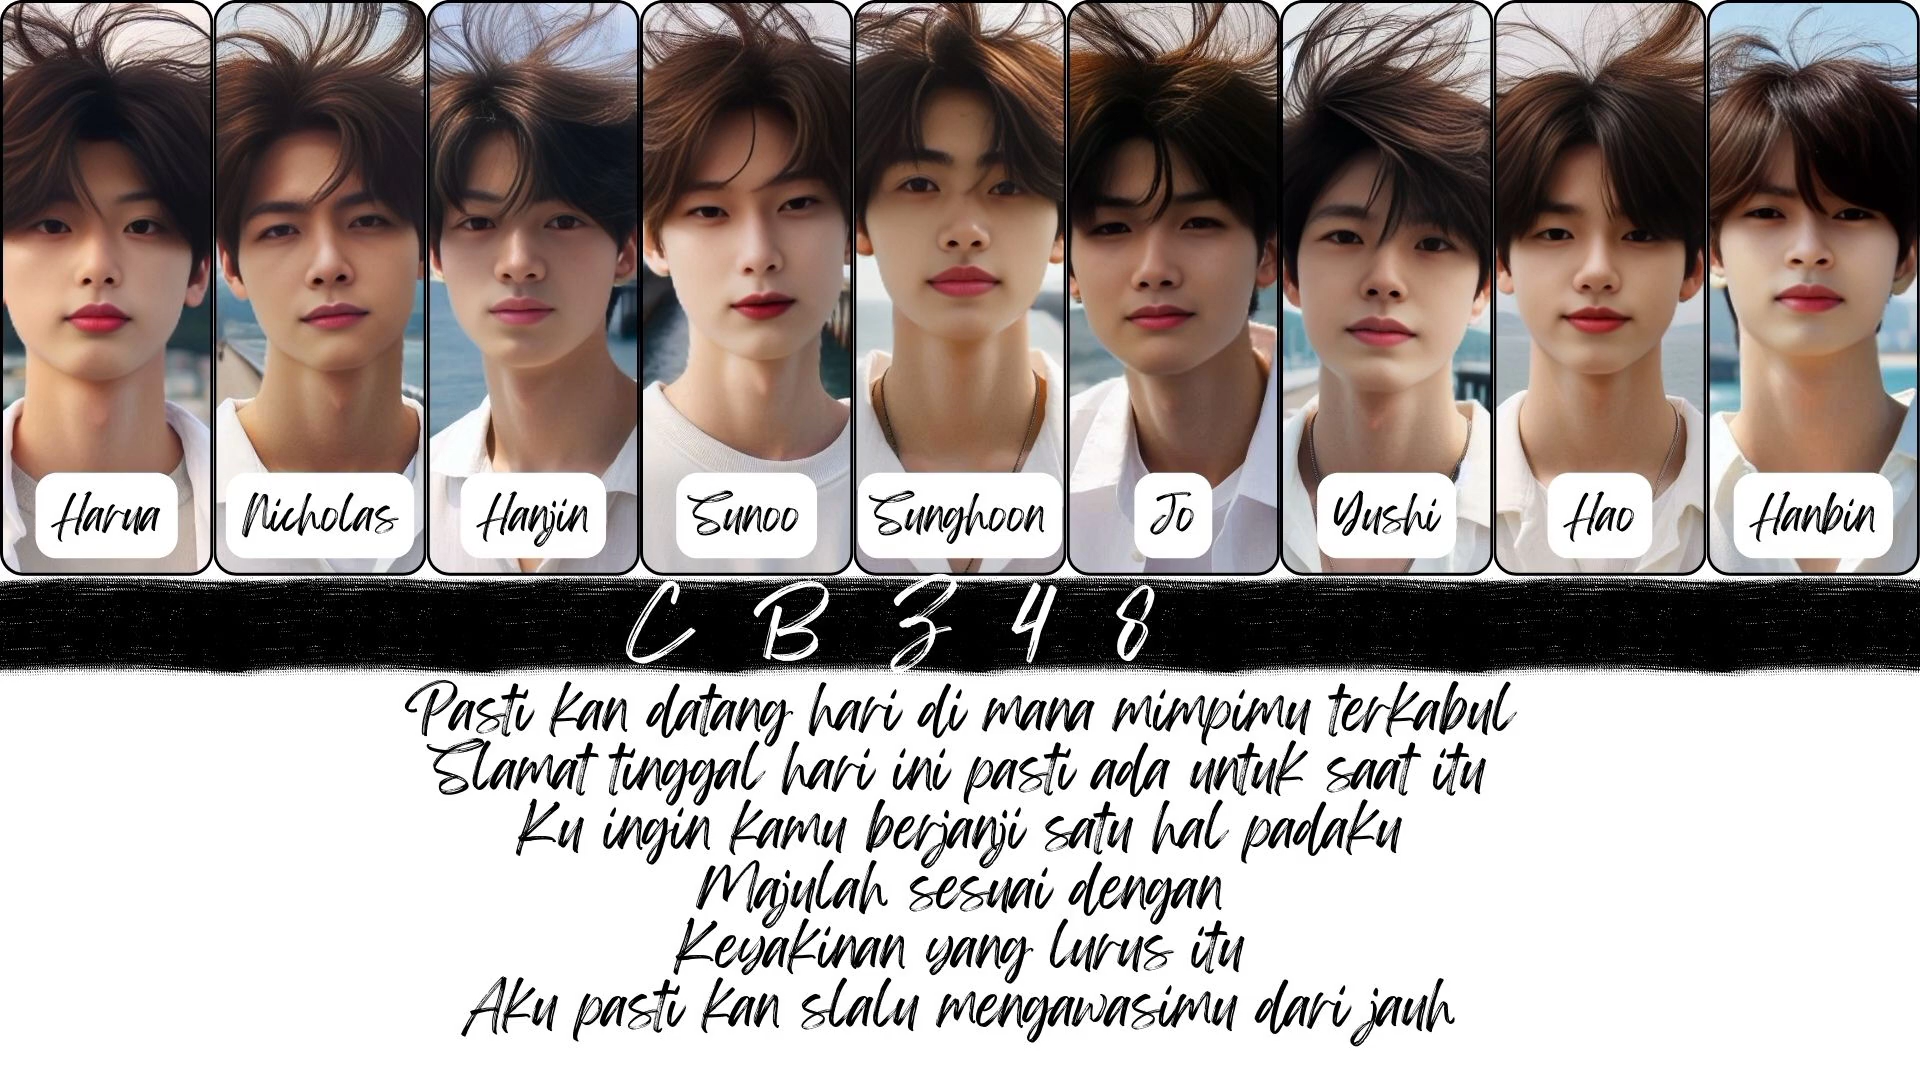 Harua
Nicholas
Hanjin
Sunoo
Sunghoon
Jo
Yushi
Hao
Hanbin
C B Z 4 8
Pasti kan datang hari di mana mimpimu terkabul
Slamat tinggal hari ini pasti ada untuk saat itu
Ku ingin kamu berjanji satu hal padaku
Majulah sesuai dengan
Keyakinan yang lurus itu
Aku pasti kan slalu mengawasimu dari jauh